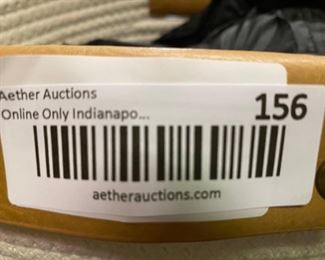 Aether Auctions
Online Only Indianapo...
156
aetherauctions.com